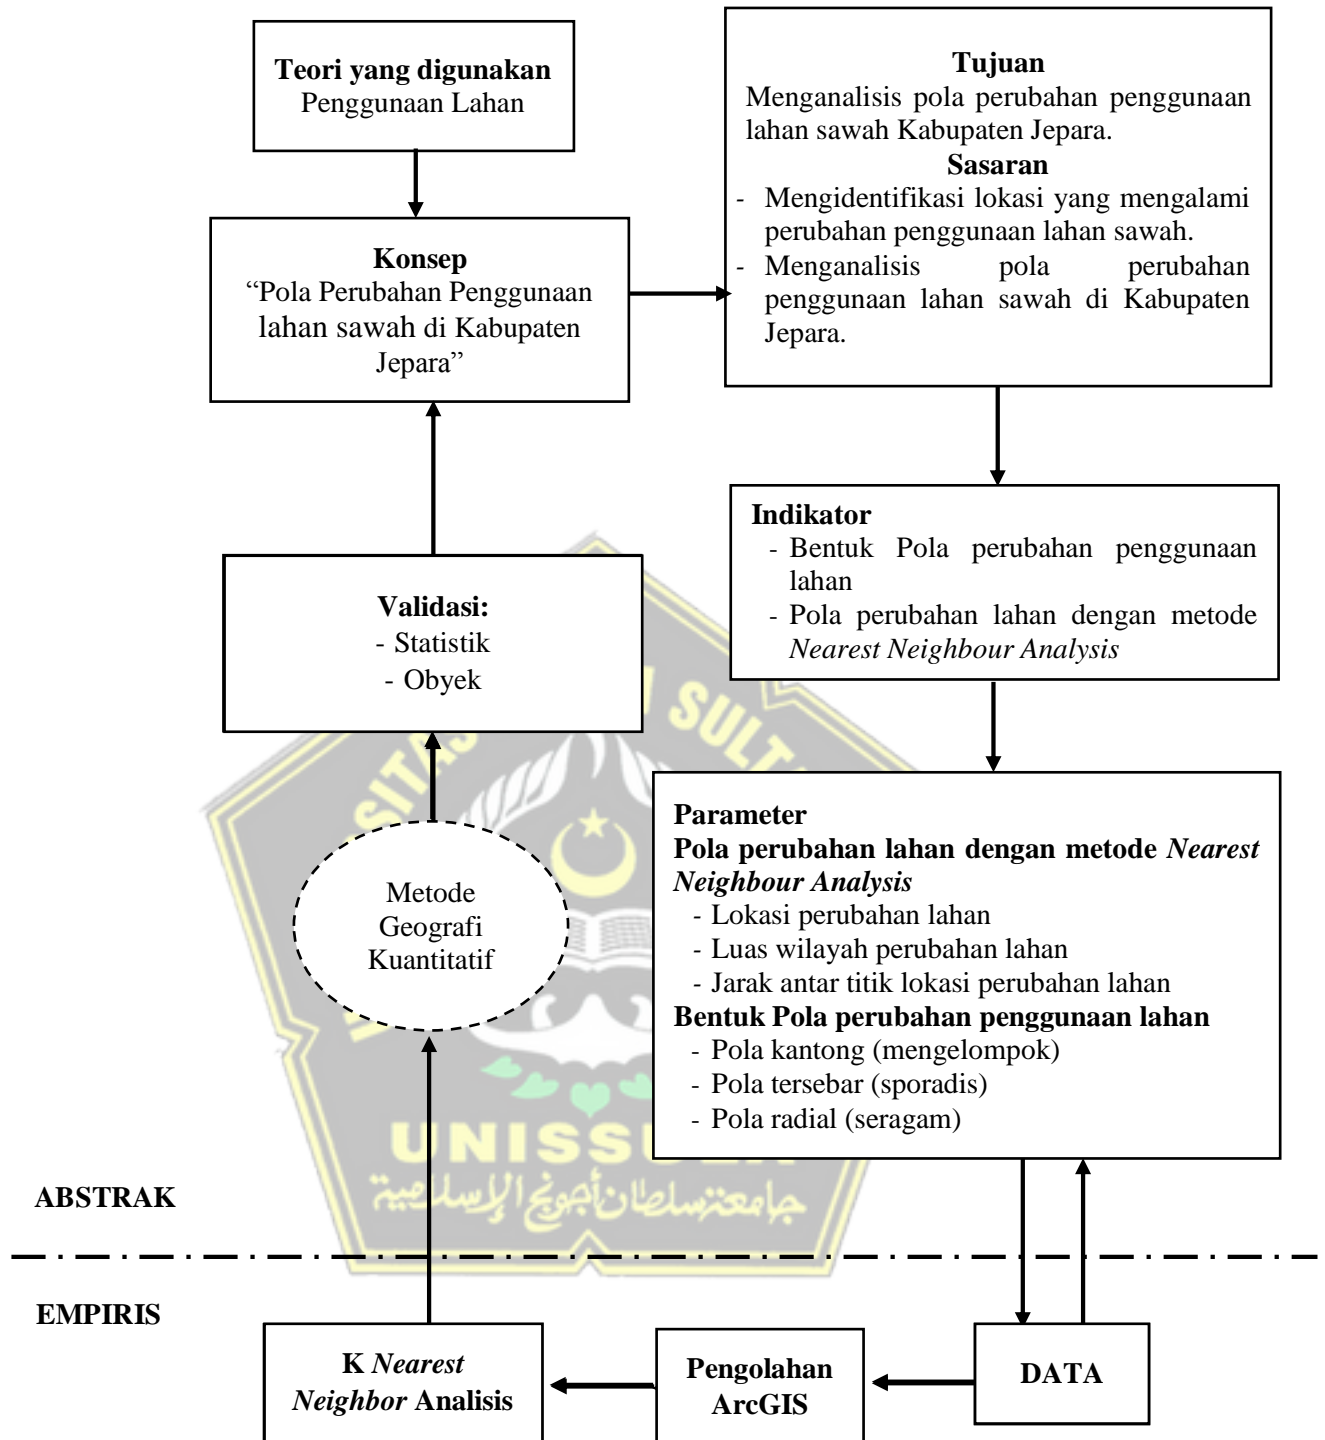 Teori yang digunakan
Penggunaan Lahan
Tujuan
Menganalisis pola perubahan penggunaan
lahan sawah Kabupaten Jepara.
Sasaran
- Mengidentifikasi lokasi yang mengalami
perubahan penggunaan lahan sawah.
- Menganalisis pola perubahan
penggunaan lahan sawah di Kabupaten
Jepara.
Konsep
“Pola Perubahan Penggunaan
lahan sawah di Kabupaten
Jepara”
Indikator
- Bentuk Pola perubahan penggunaan
lahan
- Pola perubahan lahan dengan metode
Nearest Neighbour Analysis
Validasi:
- Statistik
- Obyek
Parameter
Pola perubahan lahan dengan metode Nearest
Neighbour Analysis
- Lokasi perubahan lahan
- Luas wilayah perubahan lahan
- Jarak antar titik lokasi perubahan lahan
Bentuk Pola perubahan penggunaan lahan
- Pola kantong (mengelompok)
- Pola tersebar (sporadis)
- Pola radial (seragam)
Metode
Geografi
Kuantitatif
جامعتسلطان أجونج الإسلامية
ABSTRAK
EMPIRIS
K Nearest
Neighbor Analisis
Pengolahan
ArcGIS
DATA